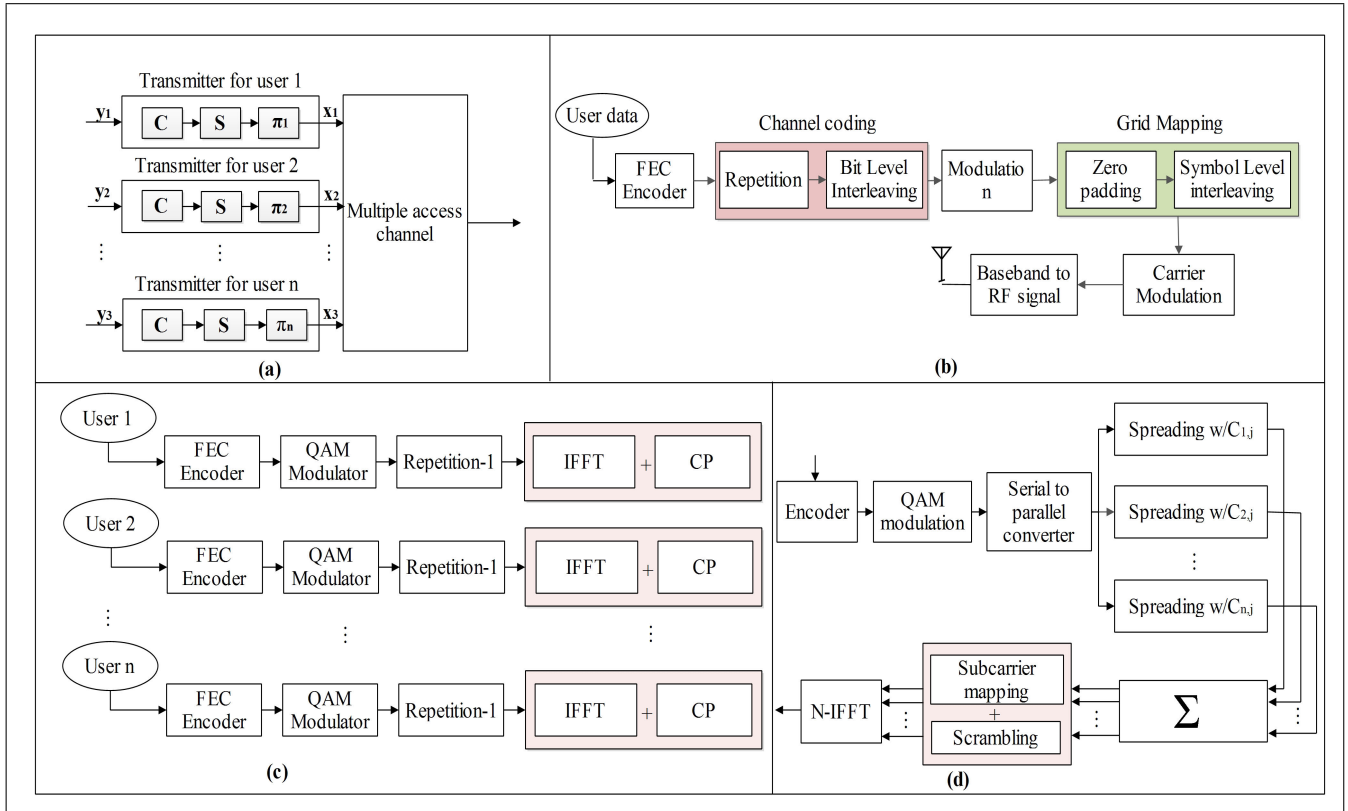 Transmitter for user 1
y1
C
S
π1
x1
Transmitter for user 2
y2
C
S
π2
x2
⋮
⋮
⋮
Transmitter for user n
y3
C
S
πn
x3
Multiple access
channel
(a)
User data
FEC
Encoder
Channel coding
Repetition
Bit Level
Interleaving
Modulatio
n
Grid Mapping
Zero
padding
Symbol Level
interleaving
Carrier
Modulation
Baseband to
RF signal
(b)
User 1
FEC
Encoder
QAM
Modulator
Repetition-1
IFFT
+
CP
User 2
FEC
Encoder
QAM
Modulator
Repetition-1
IFFT
+
CP
⋮
⋮
⋮
User n
FEC
Encoder
QAM
Modulator
Repetition-1
IFFT
+
CP
(c)
Encoder
QAM
modulation
Serial to
parallel
converter
Spreading w/C1,j
Spreading w/C2,j
⋮
Spreading w/Cn,j
Σ
⋮
⋮
Subcarrier
mapping
+
Scrambling
⋮
N-IFFT
(d)